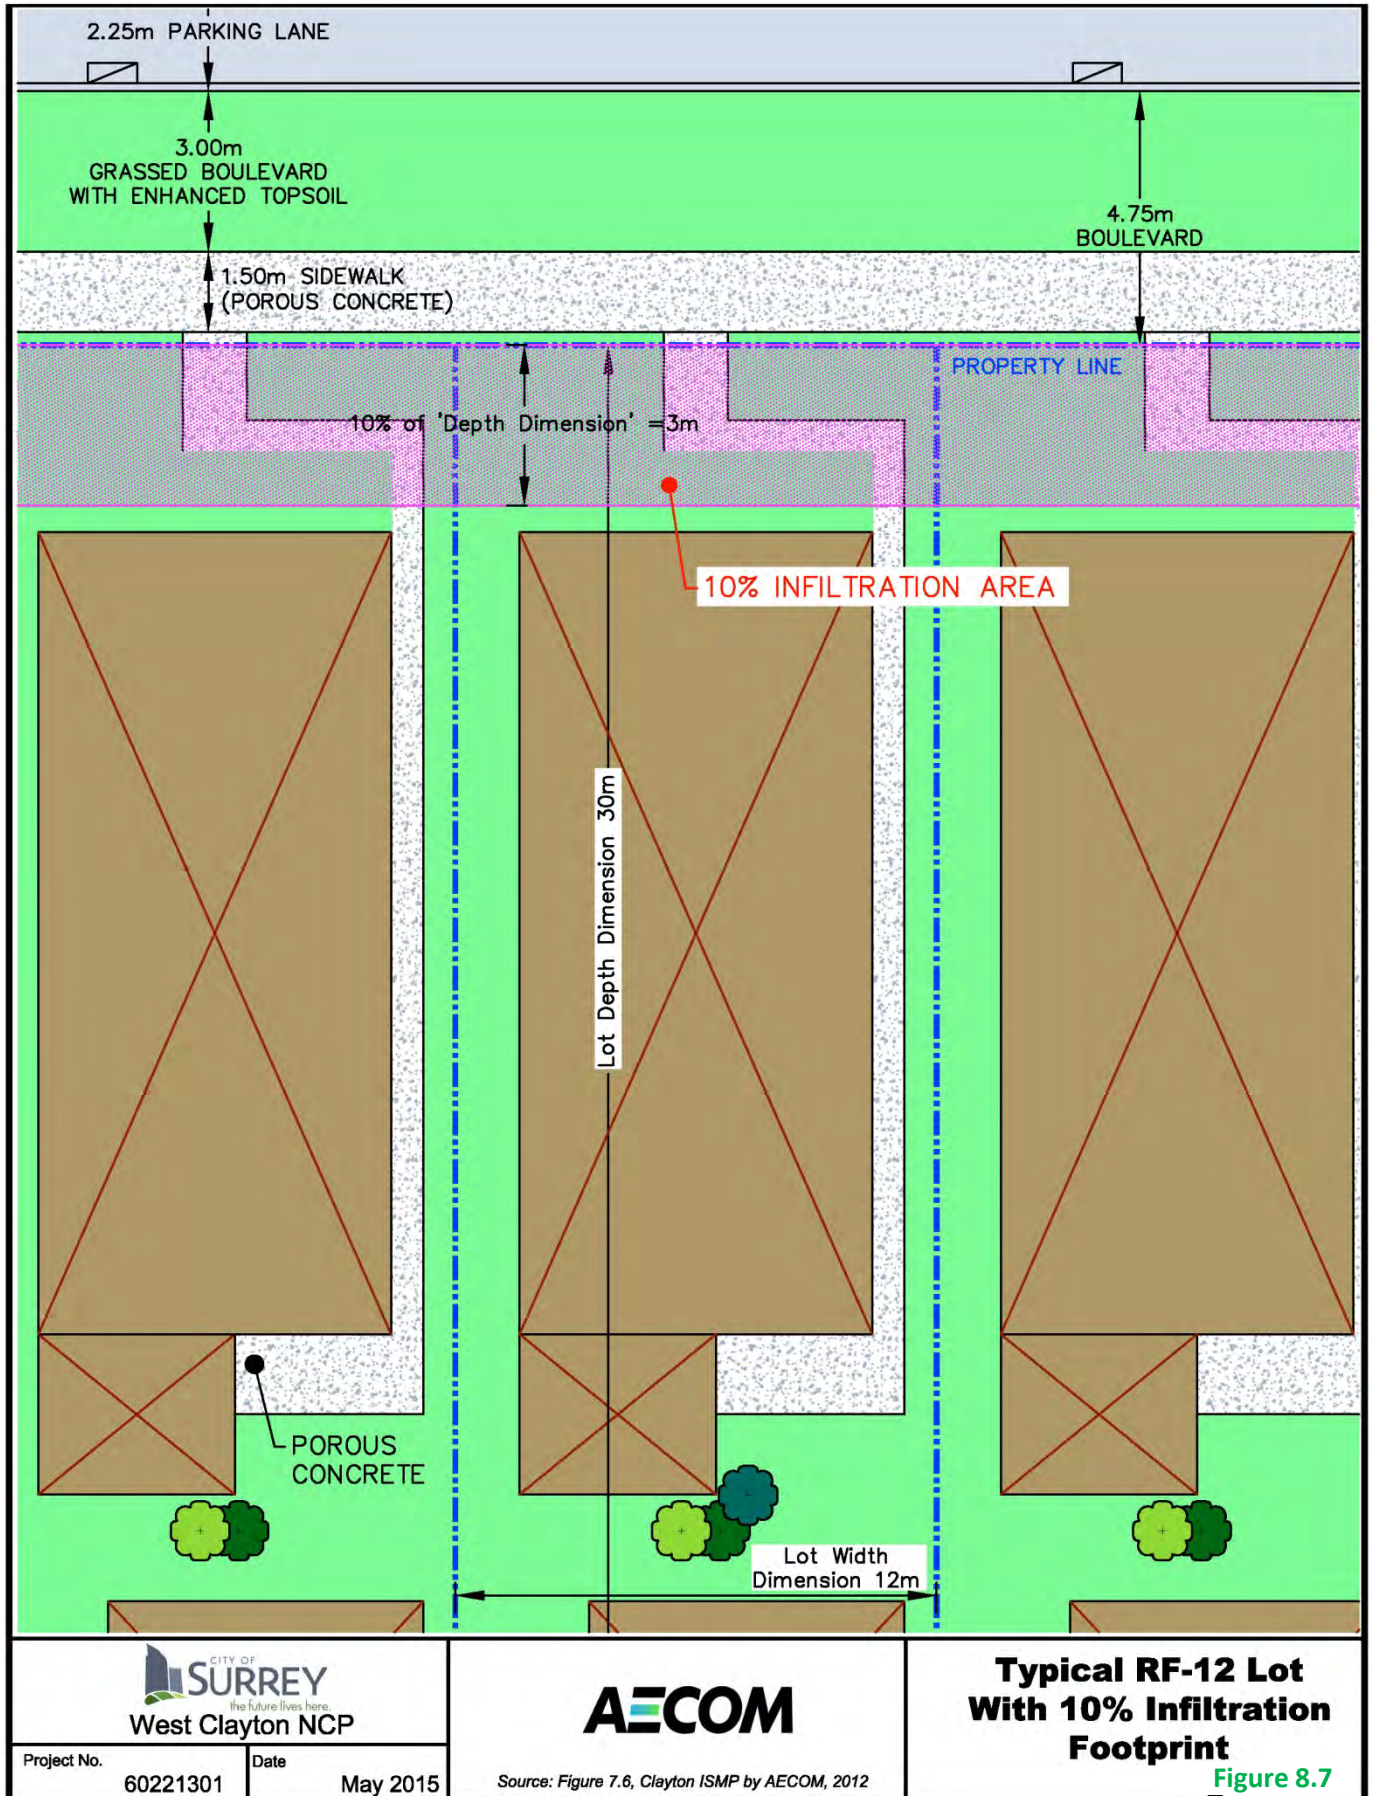 2.25m PARKING LANE
3.00m
GRASSED BOULEVARD
WITH ENHANCED TOPSOIL
4.75m
BOULEVARD
1.50m SIDEWALK
(POROUS CONCRETE)
PROPERTY LINE
10% of 'Depth Dimension' =3m
10% INFILTRATION AREA
Lot Depth Dimension 30m
POROUS
CONCRETE
Lot Width
Dimension 12m
CITY OF
SURREY
the future lives here.
West Clayton NCP
Project No.
60221301
Date
May 2015
AECOM
Source: Figure 7.6, Clayton ISMP by AECOM, 2012
Typical RF-12 Lot
With 10% Infiltration
Footprint
Figure 8.7